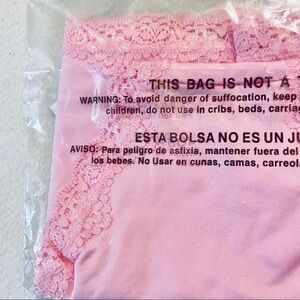 THIS BAG IS NOT A
WARNING: To avoid danger of suffocation, keep
children, do not use in cribs, beds, carria
ESTA BOLSA NO ES UN JU
AVISO: Para peligro de asfixia, mantener fuera del
los bebes. No Usar en cunas, camas, carreol